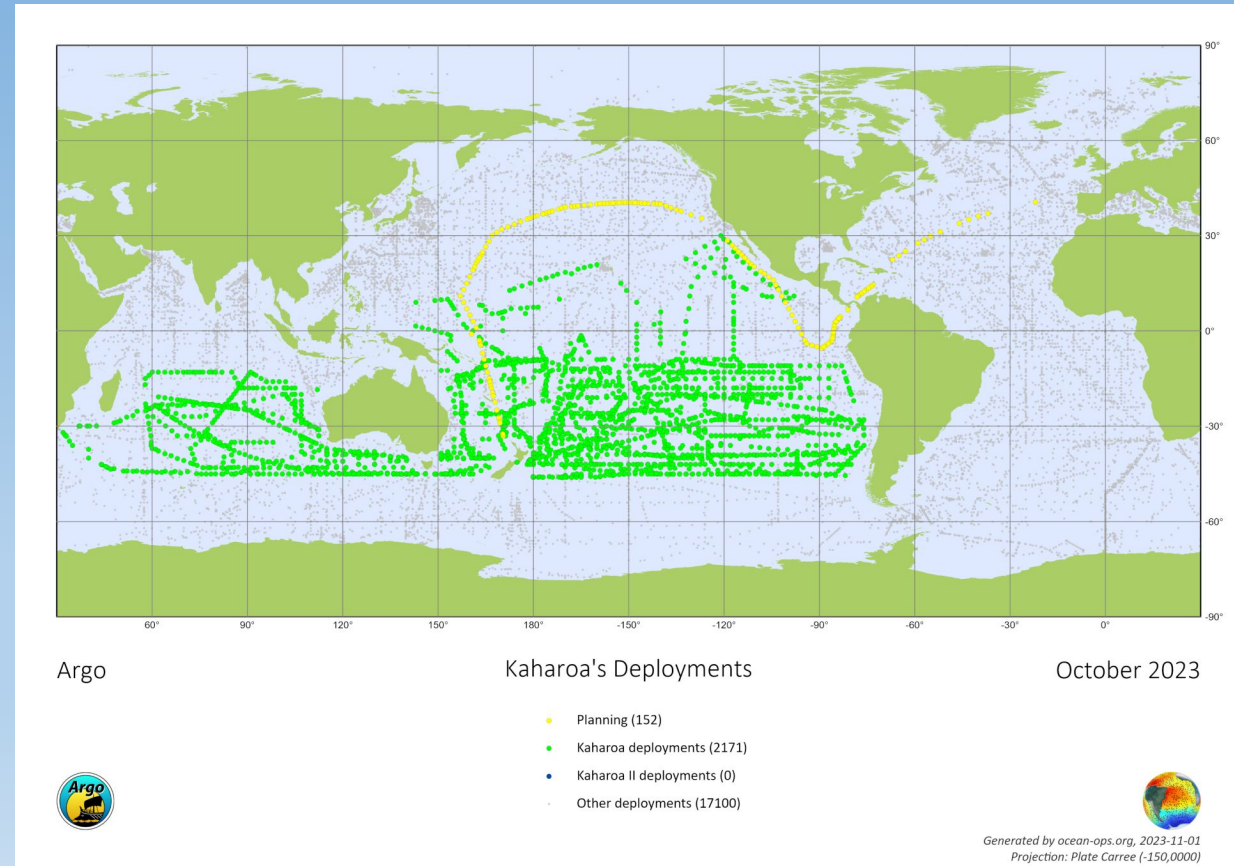 90°
60°
30°
0°
-30°
-60°
-90°
60° 90° 120° 150° 180° -150° -120° -90° -60° -30° 0°
Argo Kaharoa's Deployments October 2023
Planning (152)
Kaharoa deployments (2171)
Kaharoa II deployments (0)
Other deployments (17100)
Argo
Generated by ocean-ops.org, 2023-11-01
Projection: Plate Carree (-150,0000)